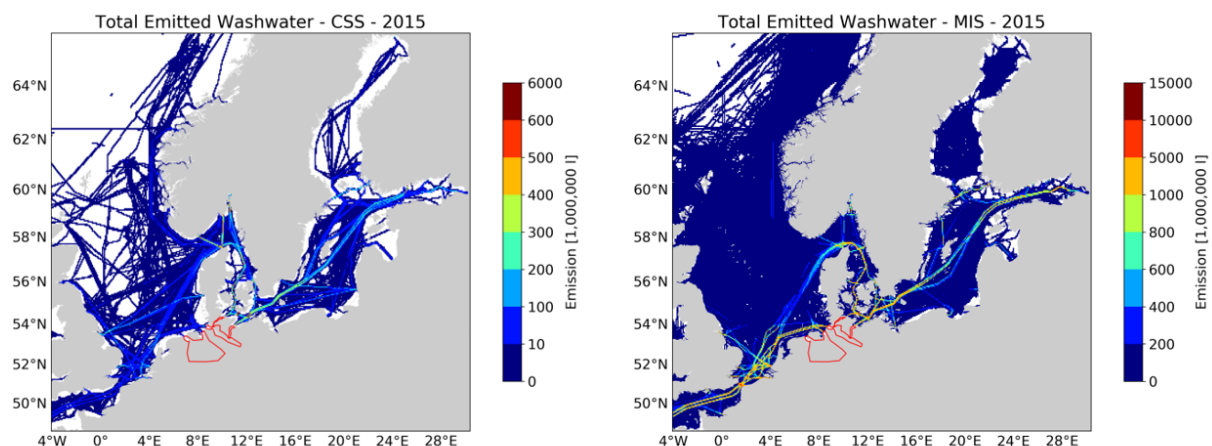 Total Emitted Washwater - CSS - 2015
64°N
62°N
60°N
58°N
56°N
54°N
52°N
50°N
4°W 0° 4°E 8°E 12°E 16°E 20°E 24°E 28°E
6000
600
500
400
300
200
100
10
0
Emission [1,000,000 l]
Total Emitted Washwater - MIS - 2015
64°N
62°N
60°N
58°N
56°N
54°N
52°N
50°N
4°W 0° 4°E 8°E 12°E 16°E 20°E 24°E 28°E
15000
10000
5000
1000
800
600
400
200
0
Emission [1,000,000 l]